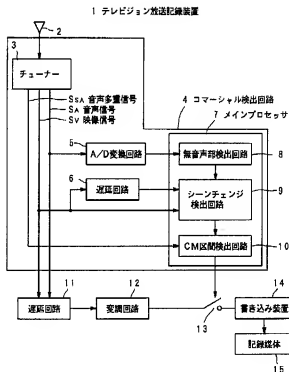 1 テレビジョン放送記録装置
2
3
チューナー
SSA 音声多重信号
SA 音声信号
SV 映像信号
4 コマーシャル検出回路
7 メインプロセッサ
5
A/D変換回路
無音声部検出回路
8
6
遅延回路
シーンチェンジ
検出回路
9
CM区間検出回路
10
11
遅延回路
12
変調回路
13
14
書き込み装置
記録媒体
15